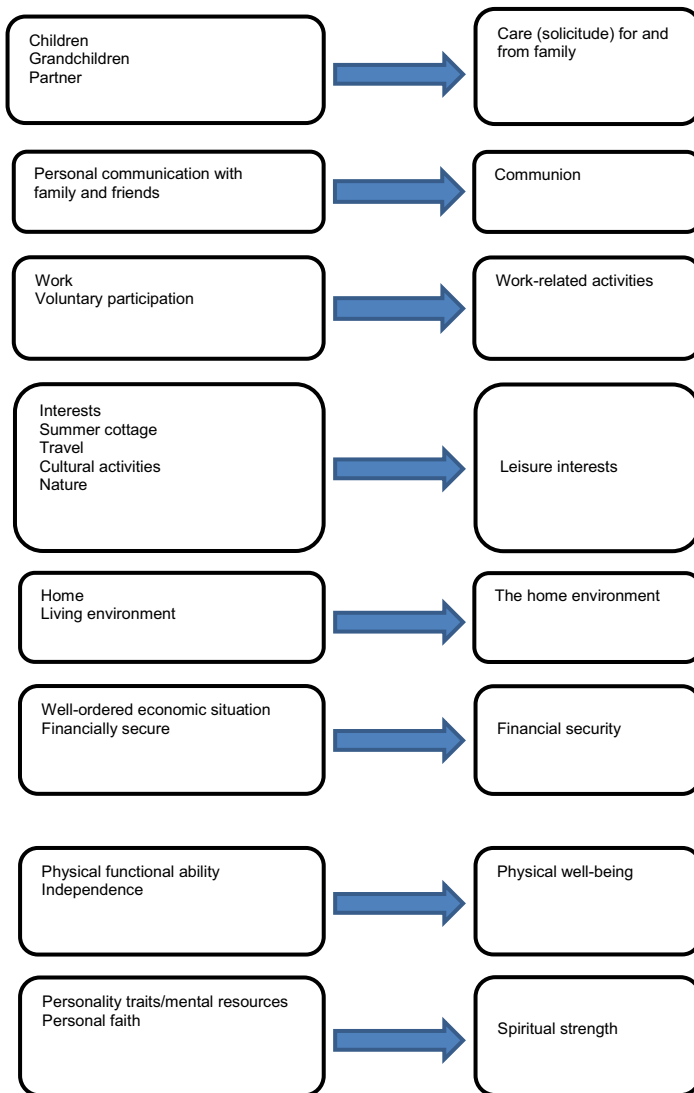 Children
Grandchildren
Partner
Care (solicitude) for and
from family
Personal communication with
family and friends
Communion
Work
Voluntary participation
Work-related activities
Interests
Summer cottage
Travel
Cultural activities
Nature
Leisure interests
Home
Living environment
The home environment
Well-ordered economic situation
Financially secure
Financial security
Physical functional ability
Independence
Physical well-being
Personality traits/mental resources
Personal faith
Spiritual strength